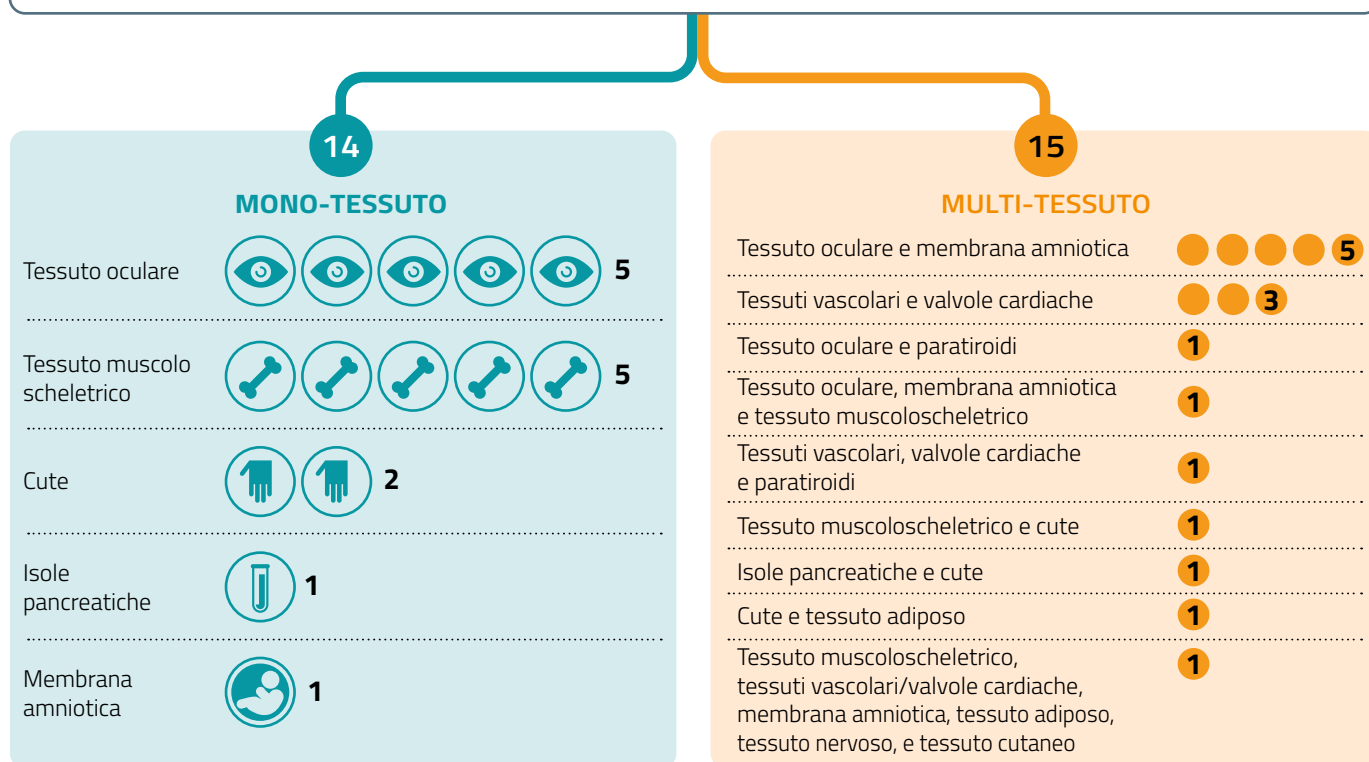 14
MONO-TESSUTO
Tessuto oculare
5
Tessuto muscolo
scheletrico
5
Cute
2
Isole
pancreatiche
1
Membrana
amniotica
1
15
MULTI-TESSUTO
Tessuto oculare e membrana amniotica
5
Tessuti vascolari e valvole cardiache
3
Tessuto oculare e paratiroidi
1
Tessuto oculare, membrana amniotica
e tessuto muscoloscheletrico
1
Tessuti vascolari, valvole cardiache
e paratiroidi
1
Tessuto muscoloscheletrico e cute
1
Isole pancreatiche e cute
1
Cute e tessuto adiposo
1
Tessuto muscoloscheletrico,
tessuti vascolari/valvole cardiache,
membrana amniotica, tessuto adiposo,
tessuto nervoso, e tessuto cutaneo
1